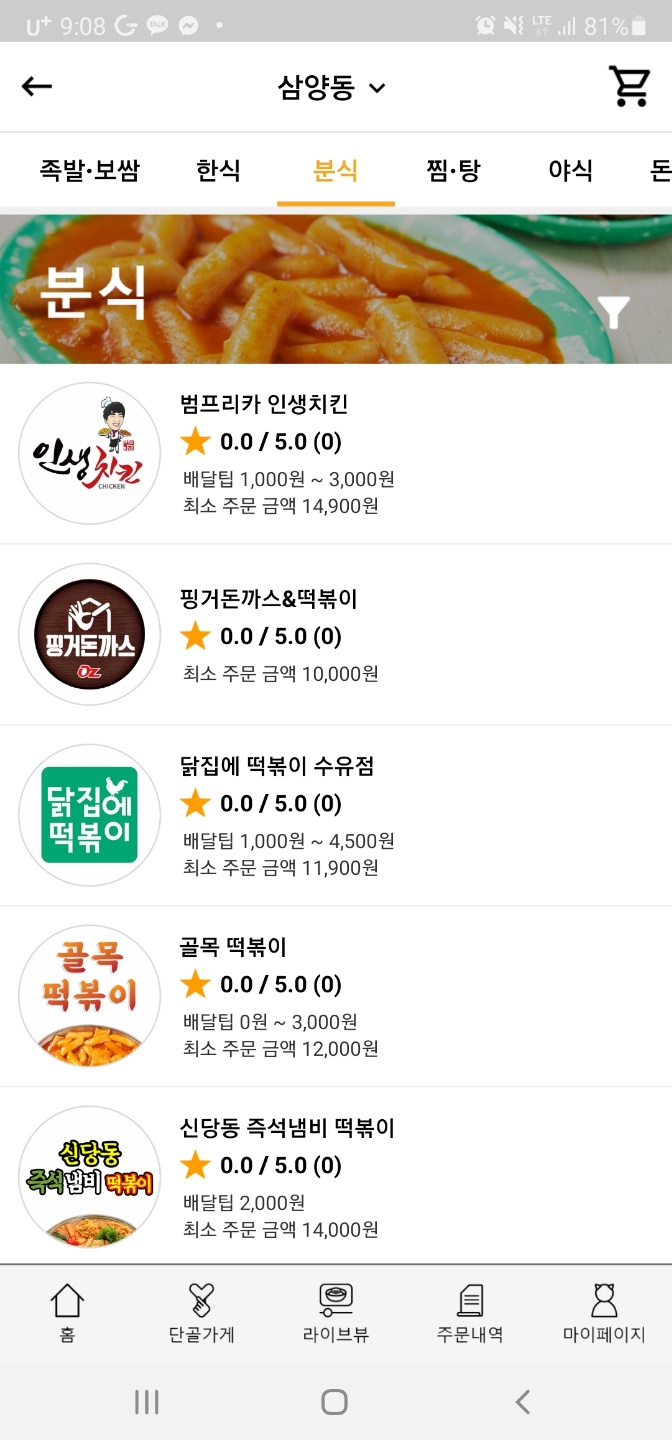 U+ 9:08 TALK LTE 81%
삼양동
족발·보쌈 한식 분식 찜·탕 야식 돈
분식
인생치킨
CHICKEN
범프리카 인생치킨
0.0 / 5.0 (0)
배달팁 1,000원 ~ 3,000원
최소 주문 금액 14,900원
핑거돈까스
Oz
핑거돈까스&떡볶이
0.0 / 5.0 (0)
최소 주문 금액 10,000원
닭집에
떡볶이
닭집에 떡볶이 수유점
0.0 / 5.0 (0)
배달팁 1,000원 ~ 4,500원
최소 주문 금액 11,900원
골목
떡볶이
골목 떡볶이
0.0 / 5.0 (0)
배달팁 0원 ~ 3,000원
최소 주문 금액 12,000원
신당동
즉석냄비 떡볶이
신당동 즉석냄비 떡볶이
0.0 / 5.0 (0)
배달팁 2,000원
최소 주문 금액 14,000원
홈 단골가게 라이브뷰 주문내역 마이페이지